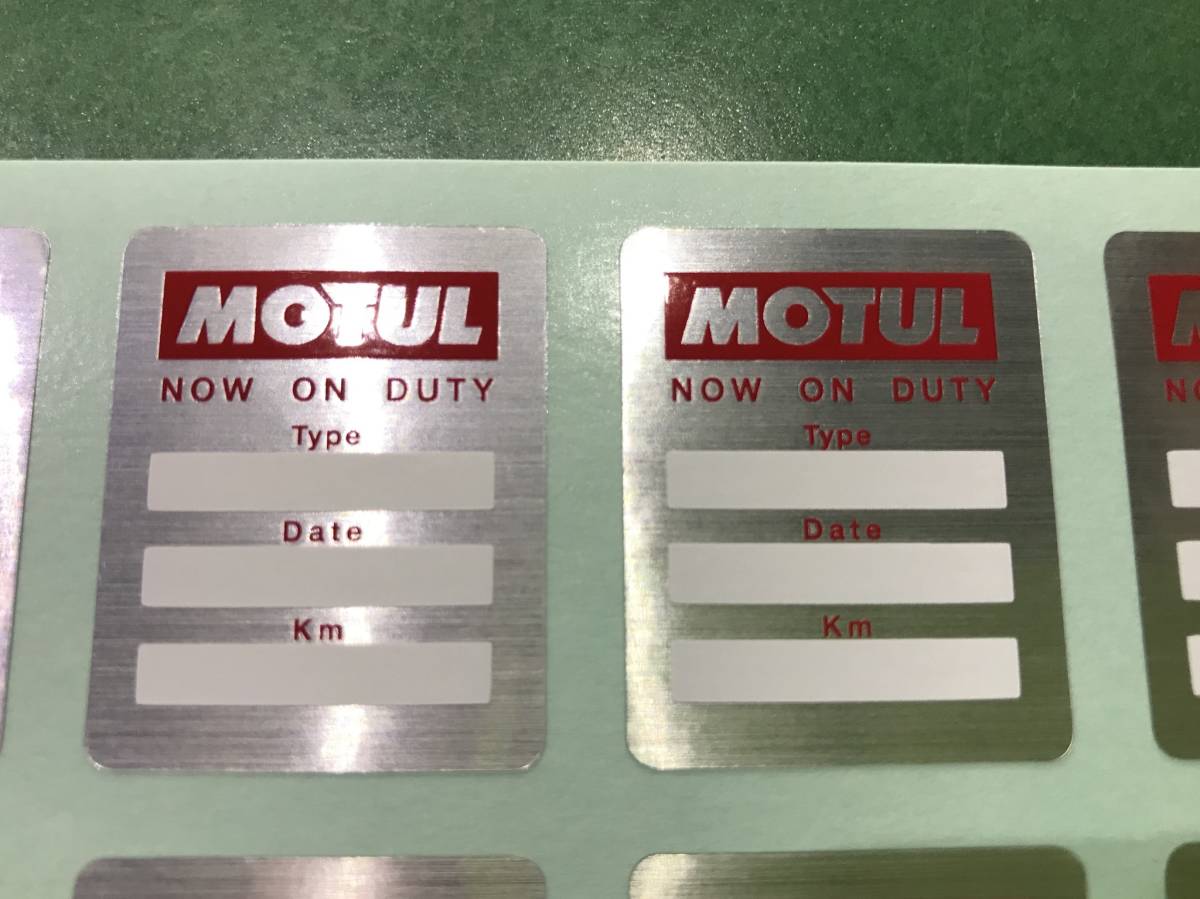 MOTUL
NOW ON DUTY
Type
Date
Km
MOTUL
NOW ON DUTY
Type
Date
Km